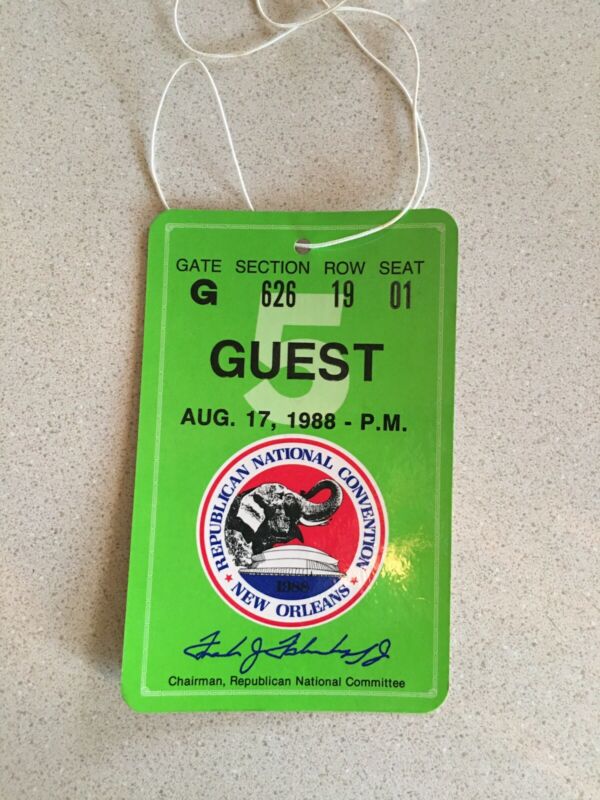 GATE SECTION ROW SEAT
G 626 19 01
5
GUEST
AUG. 17, 1988 - P.M.
REPUBLICAN NATIONAL CONVENTION
1988
NEW ORLEANS
Chairman, Republican National Committee